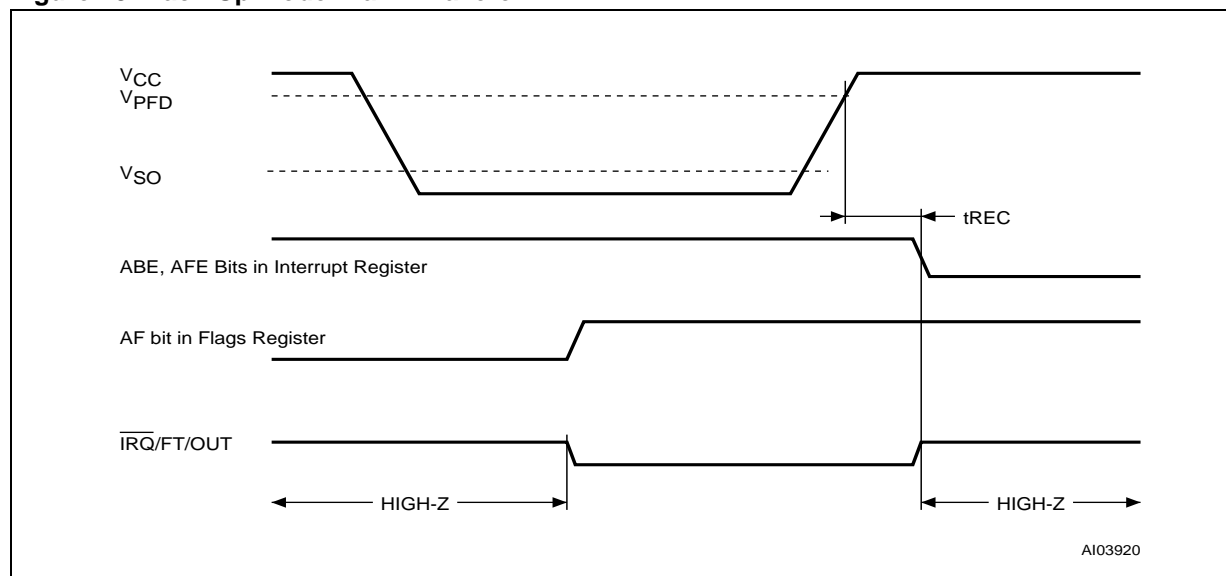 VCC
VPFD
VSO
tREC
ABE, AFE Bits in Interrupt Register
AF bit in Flags Register
IRQ/FT/OUT
HIGH-Z
HIGH-Z
AI03920